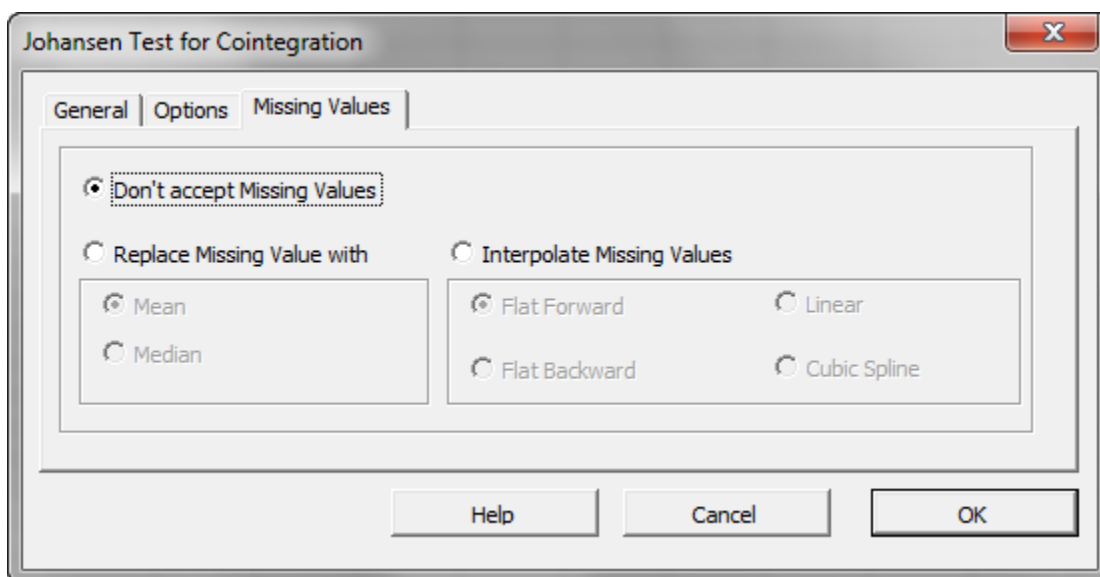 Johansen Test for Cointegration
General Options Missing Values
Don't accept Missing Values
Replace Missing Value with Interpolate Missing Values
Mean Flat Forward Linear
Median Flat Backward Cubic Spline
Help Cancel OK